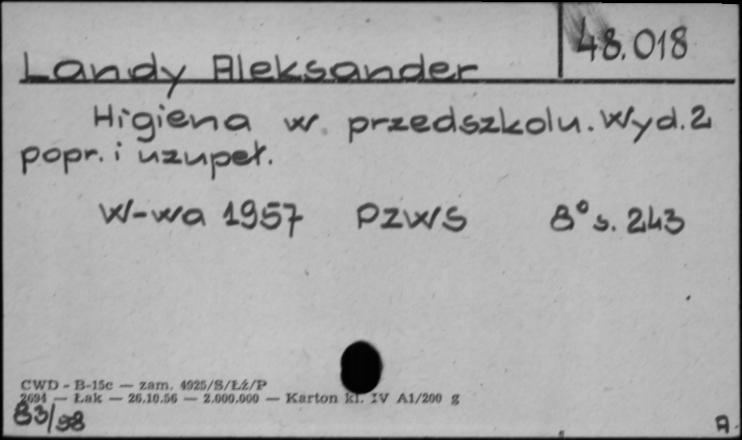 48.018
Landy Aleksander
Higiena w przedszkolu. Wyd. 2
popr. i uzupeł.
W-wa 1957 PZWS 8° s. 243
CWD - B-15c — zam. 4925/S/Łż/P
2694 — Łak — 26.10.56 — 2.000.000 — Karton kl. IV A1/200 g
83/98
A.